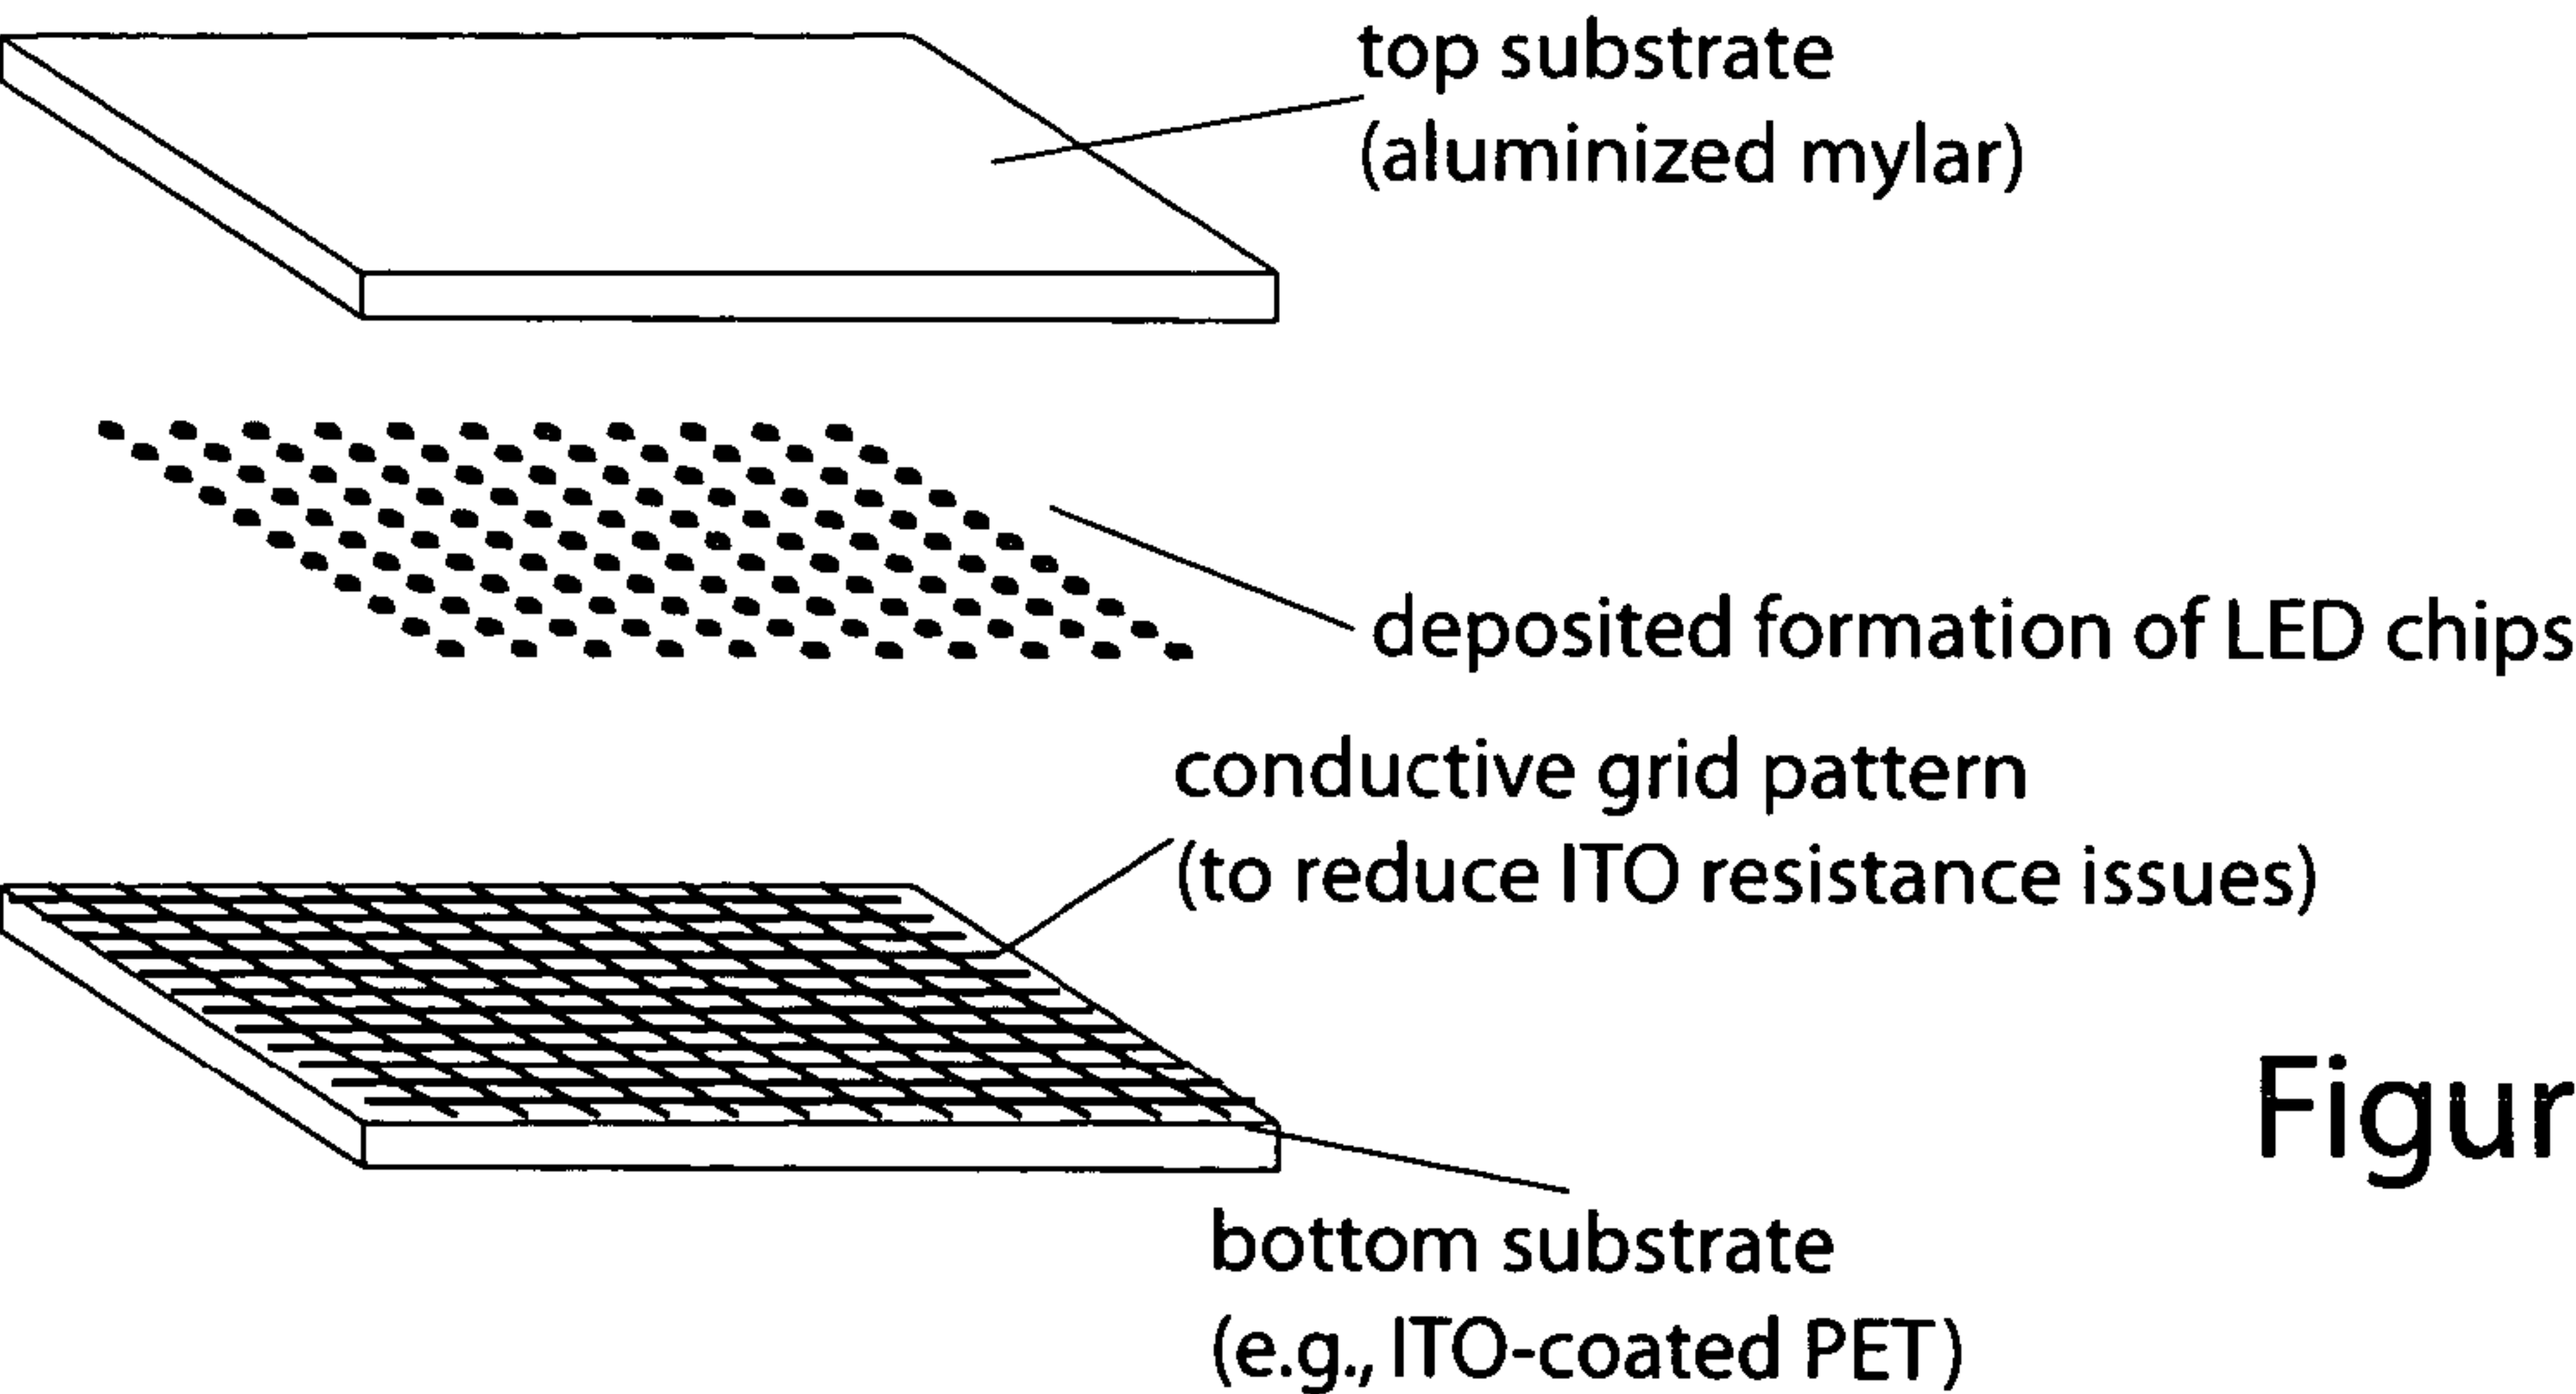 top substrate
(aluminized mylar)
deposited formation of LED chips
conductive grid pattern
(to reduce ITO resistance issues)
Figur
bottom substrate
(e.g., ITO-coated PET)